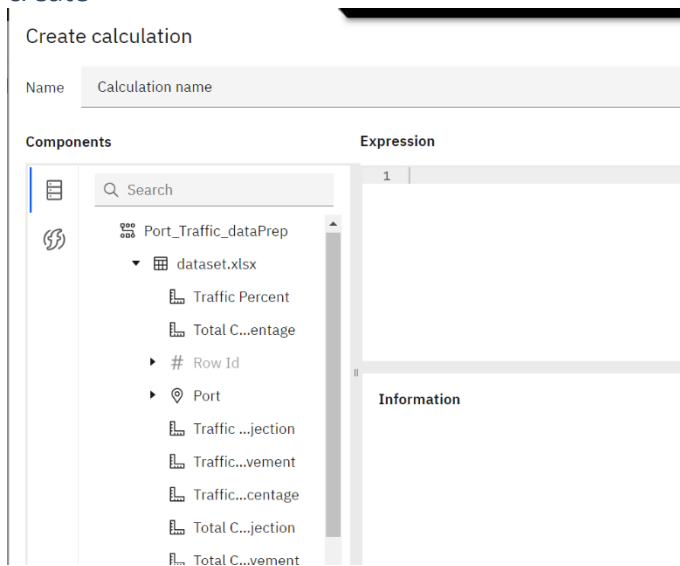 create
Create calculation
Name Calculation name
Components Expression
1
Search
Port_Traffic_dataPrep
dataset.xlsx
Traffic Percent
Total C...entage
# Row Id
Port
Traffic ...jection
Information
Traffic...vement
Traffic...centage
Total C...jection
Total C...vement